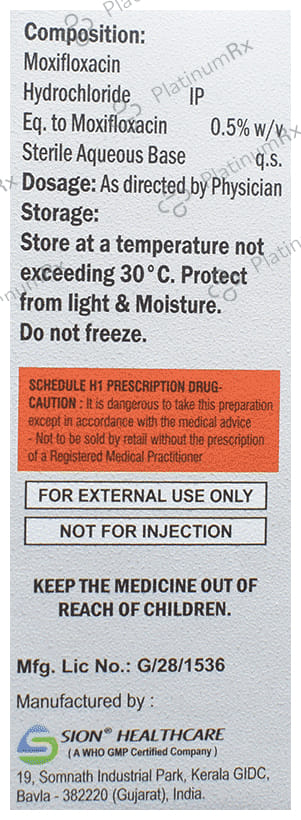 Composition:
Moxifloxacin
Hydrochloride IP
Eq. to Moxifloxacin 0.5% w/v
Sterile Aqueous Base q.s.
Dosage: As directed by Physician
Storage:
Store at a temperature not
exceeding 30°C. Protect
from light & Moisture.
Do not freeze.
SCHEDULE H1 PRESCRIPTION DRUG-
CAUTION : It is dangerous to take this preparation
except in accordance with the medical advice
- Not to be sold by retail without the prescription
of a Registered Medical Practitioner
FOR EXTERNAL USE ONLY
NOT FOR INJECTION
KEEP THE MEDICINE OUT OF
REACH OF CHILDREN.
Mfg. Lic No.: G/28/1536
Manufactured by :
SION® HEALTHCARE
( A WHO GMP Certified Company )
19, Somnath Industrial Park, Kerala GIDC,
Bavla - 382220 (Gujarat), India.
PlatinumRx
PlatinumRx
PlatinumRx